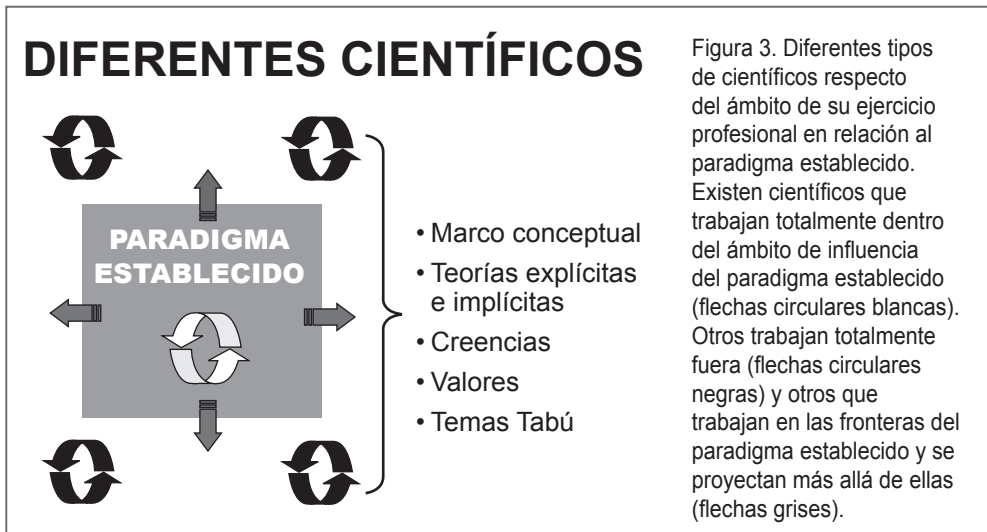 DIFERENTES CIENTÍFICOS
PARADIGMA
ESTABLECIDO
• Marco conceptual
• Teorías explícitas
e implícitas
• Creencias
• Valores
• Temas Tabú
Figura 3. Diferentes tipos
de científicos respecto
del ámbito de su ejercicio
profesional en relación al
paradigma establecido.
Existen científicos que
trabajan totalmente dentro
del ámbito de influencia
del paradigma establecido
(flechas circulares blancas).
Otros trabajan totalmente
fuera (flechas circulares
negras) y otros que
trabajan en las fronteras del
paradigma establecido y se
proyectan más allá de ellas
(flechas grises).